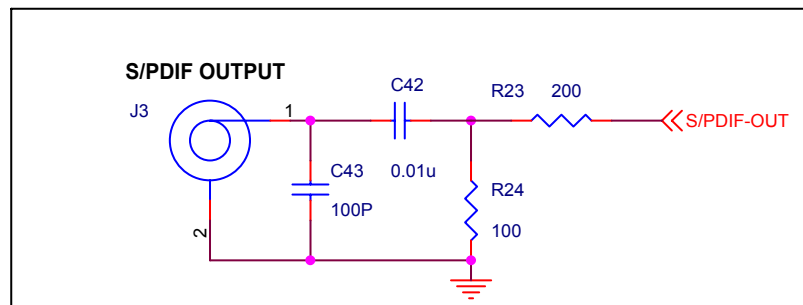 S/PDIF OUTPUT
J3
1
2
C42
0.01u
C43
100P
R23
200
R24
100
S/PDIF-OUT